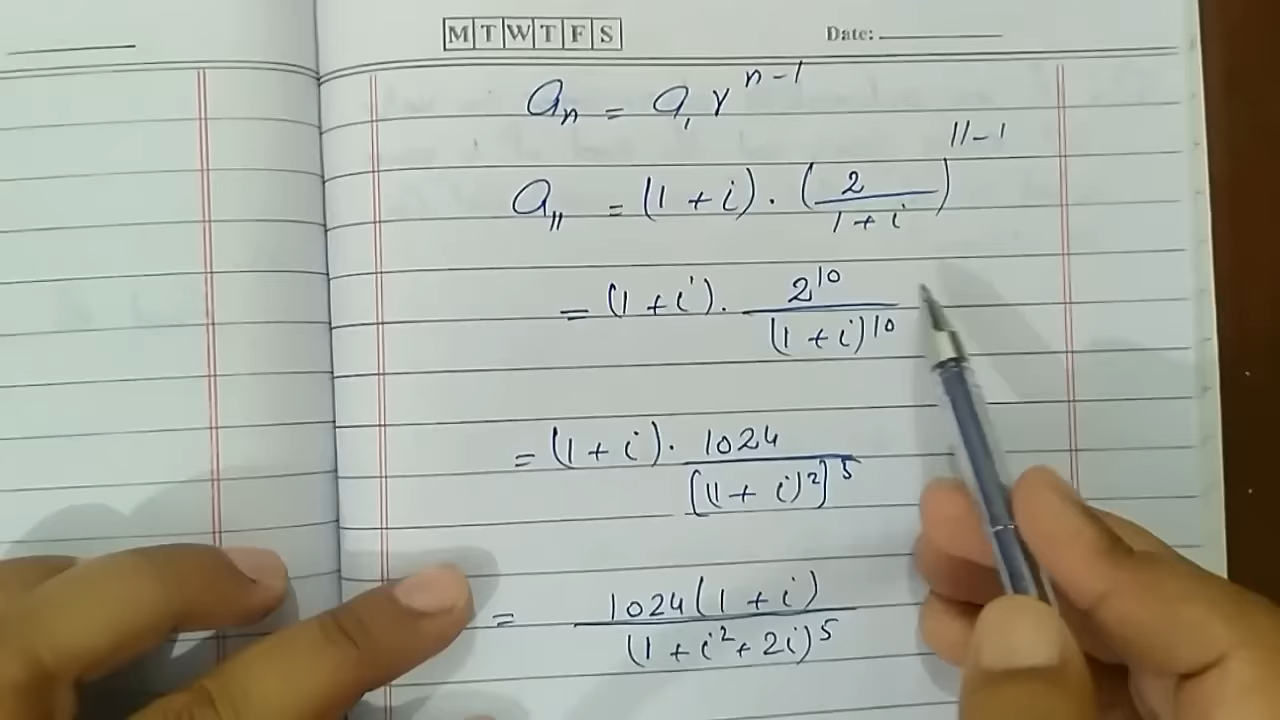 M T W T F S Date:
aₙ = a₁ r^(n-1)
a₁₁ = (1 + i) . (2 / (1 + i))^(11-1)
= (1 + i) . 2^10 / (1 + i)^10
= (1 + i) . 1024 / [(1 + i)^2]^5
= 1024(1 + i) / (1 + i^2 + 2i)^5